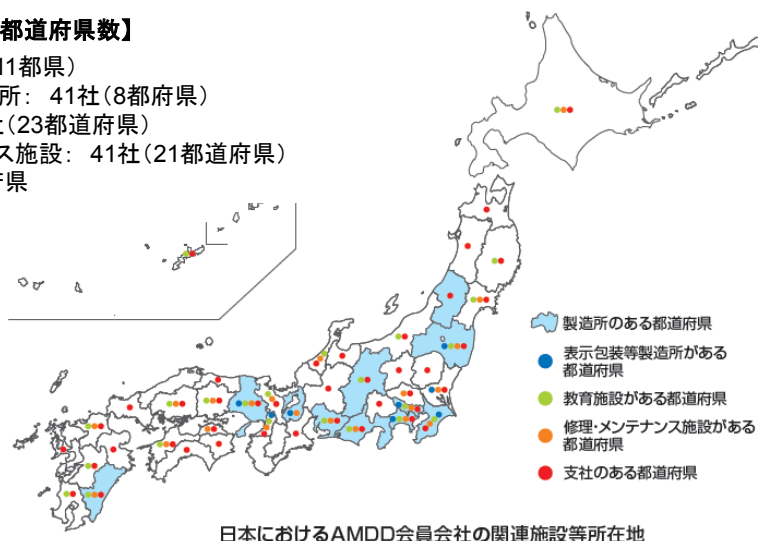 都道府県数】
11都県）
所： 41社（8都府県）
社（23都道府県）
ス施設： 41社（21都道府県）
県
製造所のある都道府県
表示包装等製造所がある
都道府県
教育施設がある都道府県
修理・メンテナンス施設がある
都道府県
支社のある都道府県
日本におけるAMDD会員会社の関連施設等所在地